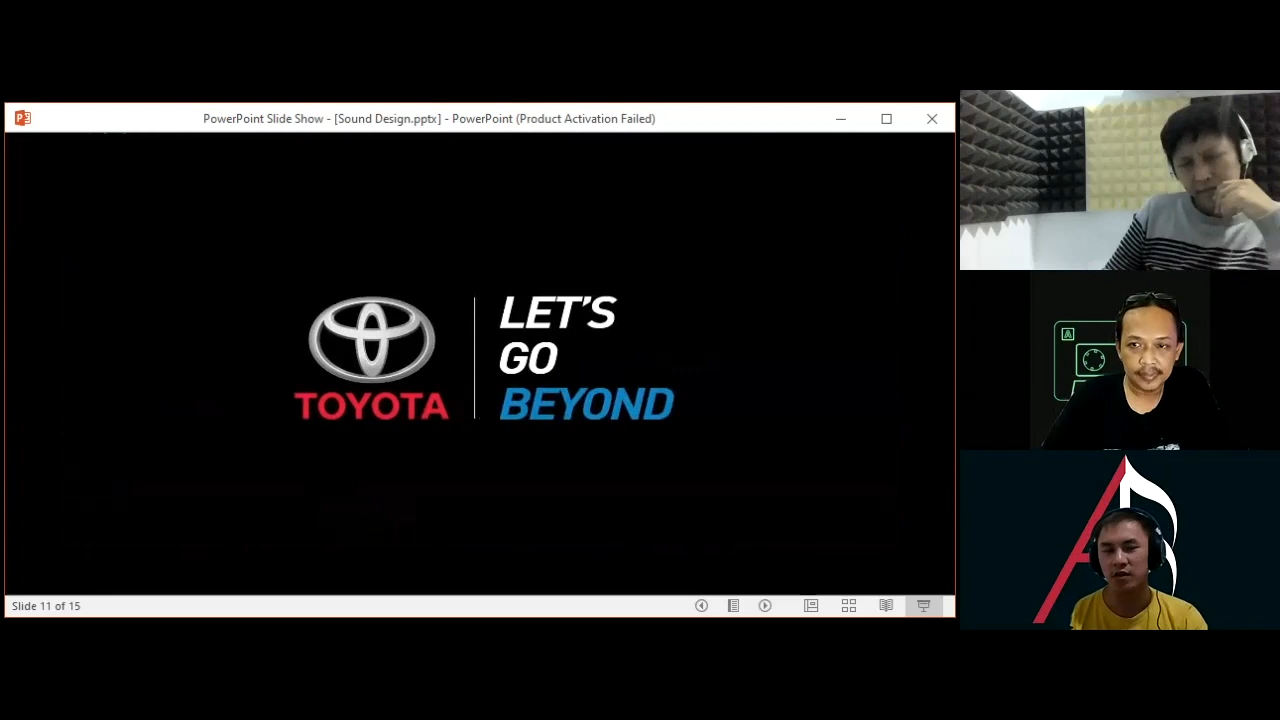 PowerPoint Slide Show - [Sound Design.pptx] - PowerPoint (Product Activation Failed)
TOYOTA
LET'S
GO
BEYOND
A
Slide 11 of 15